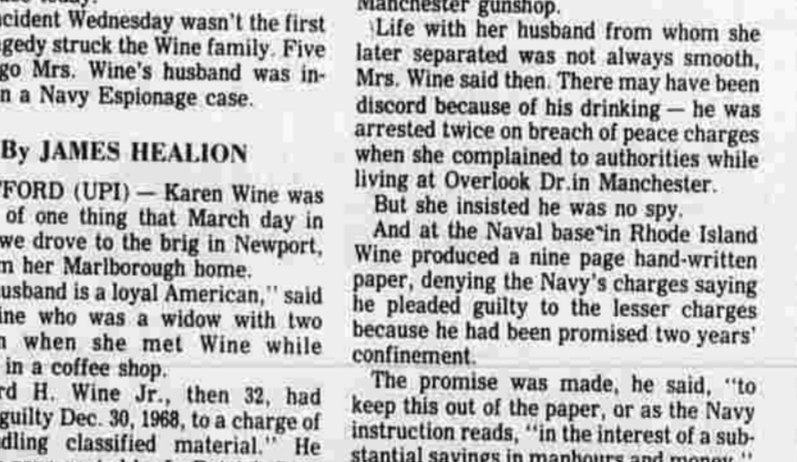 cident Wednesday wasn't the first
gedy struck the Wine family. Five
go Mrs. Wine's husband was in-
n a Navy Espionage case.
By JAMES HEALION
FORD (UPI) — Karen Wine was
of one thing that March day in
we drove to the brig in Newport,
m her Marlborough home.
usband is a loyal American," said
ine who was a widow with two
n when she met Wine while
in a coffee shop.
rd H. Wine Jr., then 32, had
guilty Dec. 30, 1968, to a charge of
dling classified material." He
Manchester gunshop.
Life with her husband from whom she
later separated was not always smooth,
Mrs. Wine said then. There may have been
discord because of his drinking — he was
arrested twice on breach of peace charges
when she complained to authorities while
living at Overlook Dr.in Manchester.
But she insisted he was no spy.
And at the Naval base in Rhode Island
Wine produced a nine page hand-written
paper, denying the Navy's charges saying
he pleaded guilty to the lesser charges
because he had been promised two years'
confinement.
The promise was made, he said, "to
keep this out of the paper, or as the Navy
instruction reads, "in the interest of a sub-
stantial savings in manhours and money."